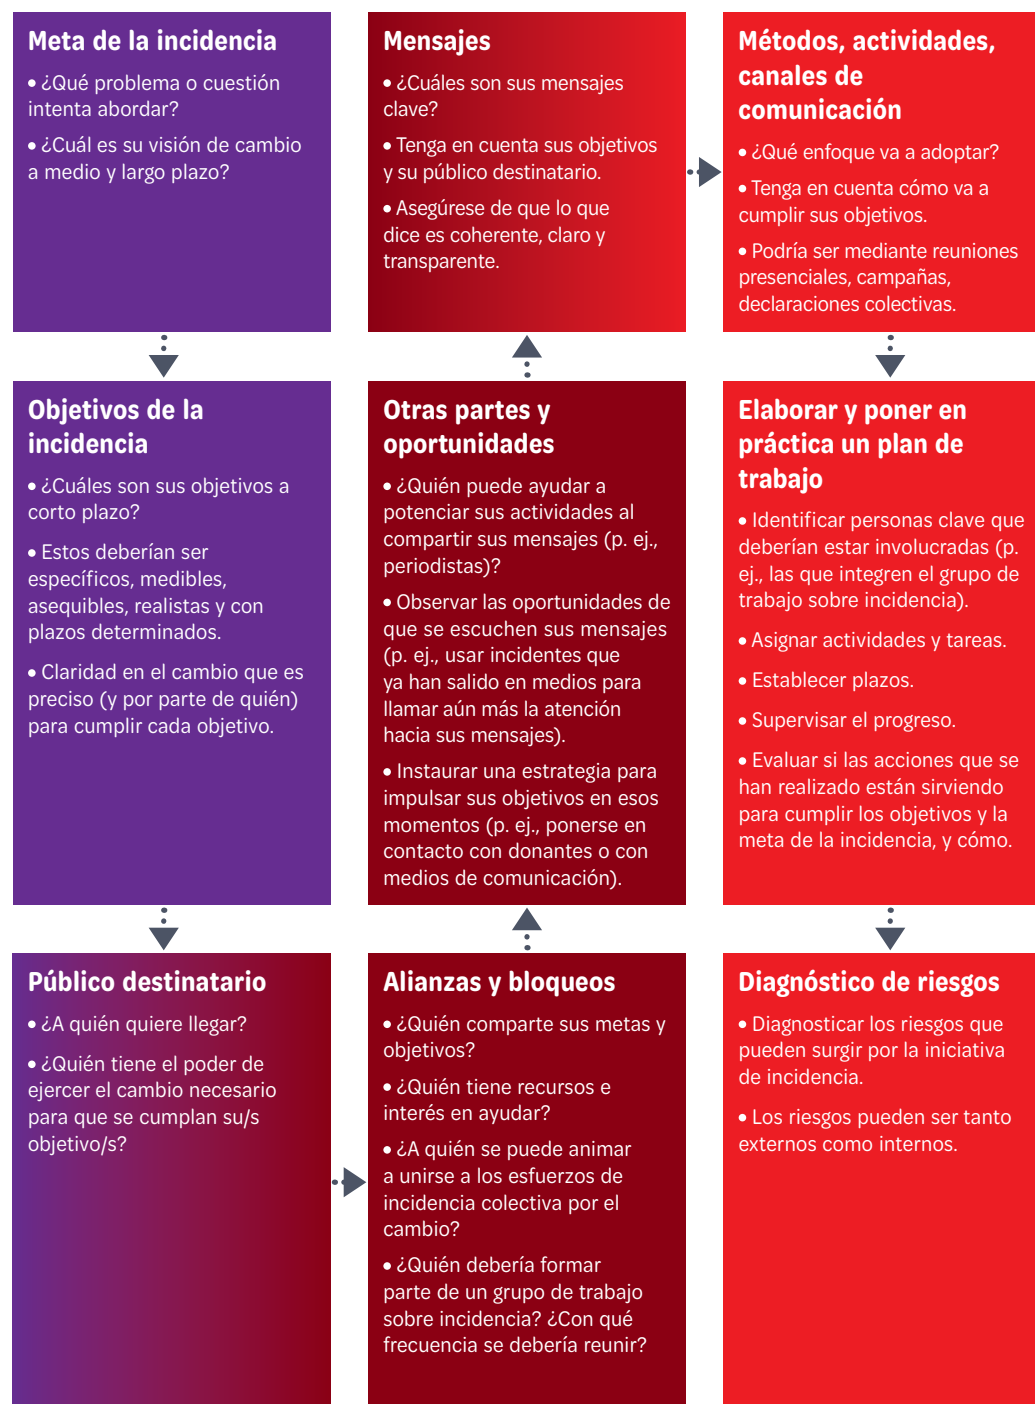 Meta de la incidencia
• ¿Qué problema o cuestión
intenta abordar?
• ¿Cuál es su visión de cambio
a medio y largo plazo?
Objetivos de la
incidencia
• ¿Cuáles son sus objetivos a
corto plazo?
• Estos deberían ser
específicos, medibles,
asequibles, realistas y con
plazos determinados.
• Claridad en el cambio que es
preciso (y por parte de quién)
para cumplir cada objetivo.
Público destinatario
• ¿A quién quiere llegar?
• ¿Quién tiene el poder de
ejercer el cambio necesario
para que se cumplan su/s
objetivo/s?
Alianzas y bloqueos
• ¿Quién comparte sus metas y
objetivos?
• ¿Quién tiene recursos e
interés en ayudar?
• ¿A quién se puede animar
a unirse a los esfuerzos de
incidencia colectiva por el
cambio?
• ¿Quién debería formar
parte de un grupo de trabajo
sobre incidencia? ¿Con qué
frecuencia se debería reunir?
Otras partes y
oportunidades
• ¿Quién puede ayudar a
potenciar sus actividades al
compartir sus mensajes (p. ej.,
periodistas)?
• Observar las oportunidades de
que se escuchen sus mensajes
(p. ej., usar incidentes que
ya han salido en medios para
llamar aún más la atención
hacia sus mensajes).
• Instaurar una estrategia para
impulsar sus objetivos en esos
momentos (p. ej., ponerse en
contacto con donantes o con
medios de comunicación).
Mensajes
• ¿Cuáles son sus mensajes
clave?
• Tenga en cuenta sus objetivos
y su público destinatario.
• Asegúrese de que lo que
dice es coherente, claro y
transparente.
Métodos, actividades,
canales de
comunicación
• ¿Qué enfoque va a adoptar?
• Tenga en cuenta cómo va a
cumplir sus objetivos.
• Podría ser mediante reuniones
presenciales, campañas,
declaraciones colectivas.
Elaborar y poner en
práctica un plan de
trabajo
• Identificar personas clave que
deberían estar involucradas (p.
ej., las que integren el grupo de
trabajo sobre incidencia).
• Asignar actividades y tareas.
• Establecer plazos.
• Supervisar el progreso.
• Evaluar si las acciones que se
han realizado están sirviendo
para cumplir los objetivos y la
meta de la incidencia, y cómo.
Diagnóstico de riesgos
• Diagnosticar los riesgos que
pueden surgir por la iniciativa
de incidencia.
• Los riesgos pueden ser tanto
externos como internos.